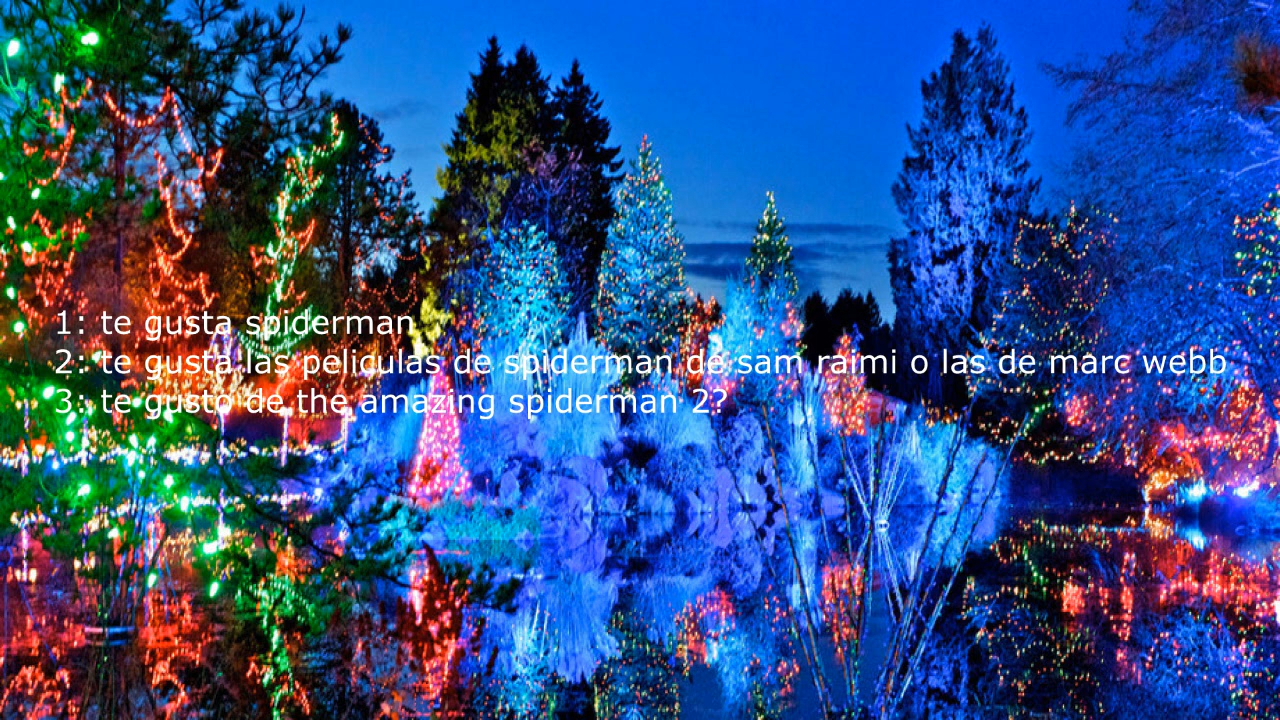 1: te gusta spiderman
2: te gusta las peliculas de spiderman de sam raimi o las de marc webb
3: te gusto de the amazing spiderman 2?